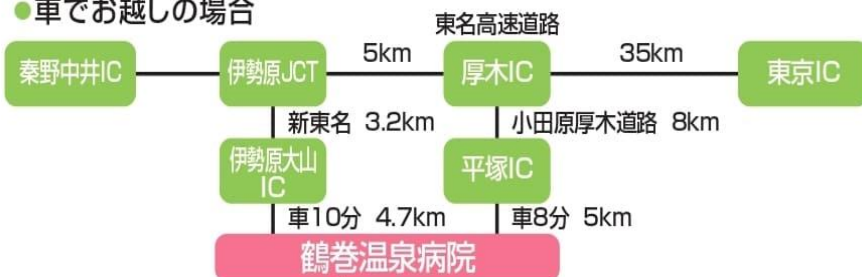 ●車でお越しの場合
東名高速道路
秦野中井IC 伊勢原JCT 5km 厚木IC 35km 東京IC
新東名 3.2km 小田原厚木道路 8km
伊勢原大山
IC
平塚IC
車10分 4.7km 車8分 5km
鶴巻温泉病院